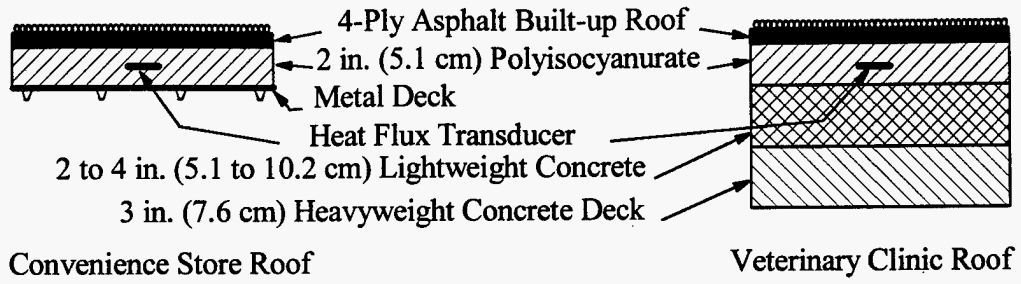 4-Ply Asphalt Built-up Roof
2 in. (5.1 cm) Polyisocyanurate
Metal Deck
Heat Flux Transducer
2 to 4 in. (5.1 to 10.2 cm) Lightweight Concrete
3 in. (7.6 cm) Heavyweight Concrete Deck
Convenience Store Roof
Veterinary Clinic Roof